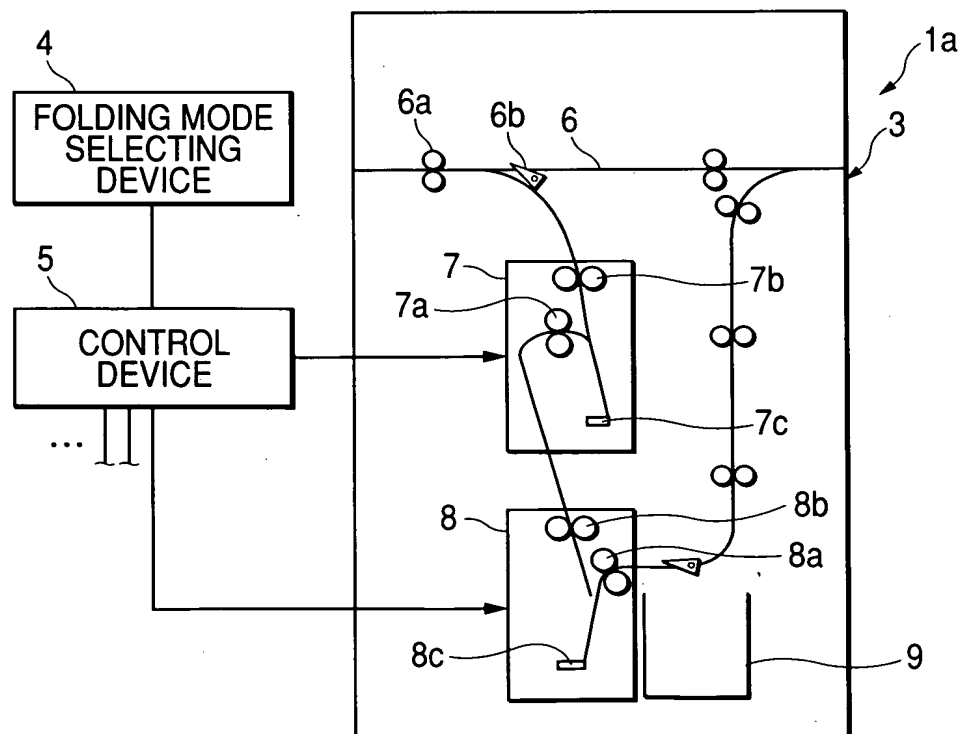 1a
4
FOLDING MODE
SELECTING
DEVICE
6a
6b
6
3
5
CONTROL
DEVICE
...
7
7a
7b
7c
8
8b
8a
8c
9